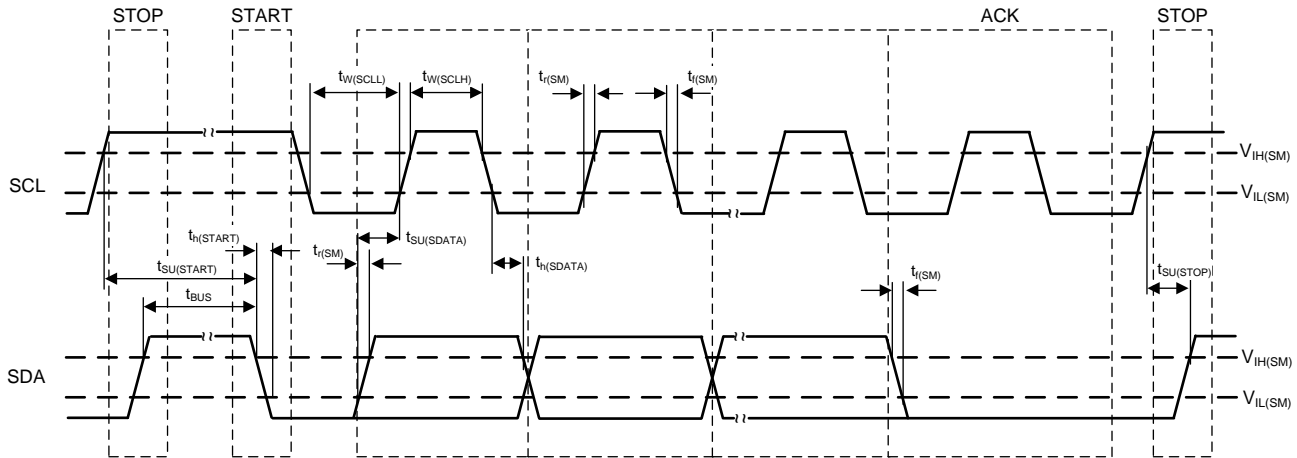 STOP START ACK STOP
tW(SCLL) tW(SCLH) tr(SM) tf(SM)
VIH(SM)
SCL
VIL(SM)
th(START) tr(SM) tSU(SDATA)
tSU(START) th(SDATA) tf(SM) tSU(STOP)
tBUS
VIH(SM)
SDA
VIL(SM)